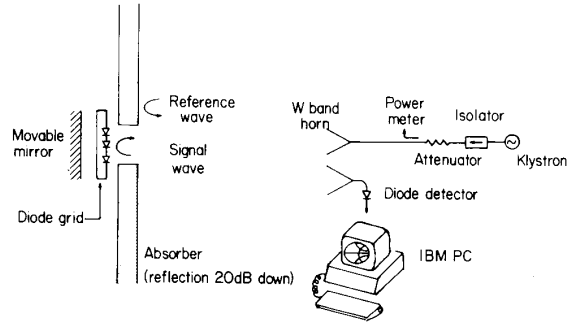 Reference
wave
Signal
wave
Movable
mirror
Diode grid
Absorber
(reflection 20dB down)
W band
horn
Power
meter
Isolator
Attenuator
Klystron
Diode detector
IBM PC